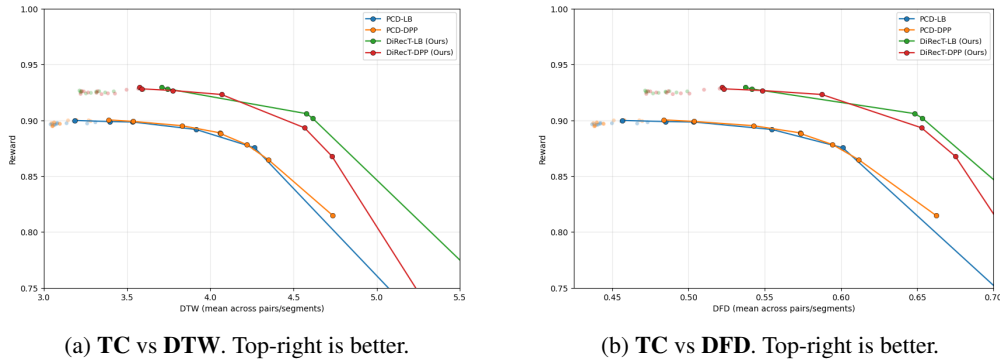 1.00
0.95
0.90
0.85
0.80
0.75
Reward
3.0 3.5 4.0 4.5 5.0 5.5
DTW (mean across pairs/segments)
PCD-LB
PCD-DPP
DiRecT-LB (Ours)
DiRecT-DPP (Ours)
(a) TC vs DTW. Top-right is better.
1.00
0.95
0.90
0.85
0.80
0.75
Reward
0.45 0.50 0.55 0.60 0.65 0.70
DFD (mean across pairs/segments)
PCD-LB
PCD-DPP
DiRecT-LB (Ours)
DiRecT-DPP (Ours)
(b) TC vs DFD. Top-right is better.